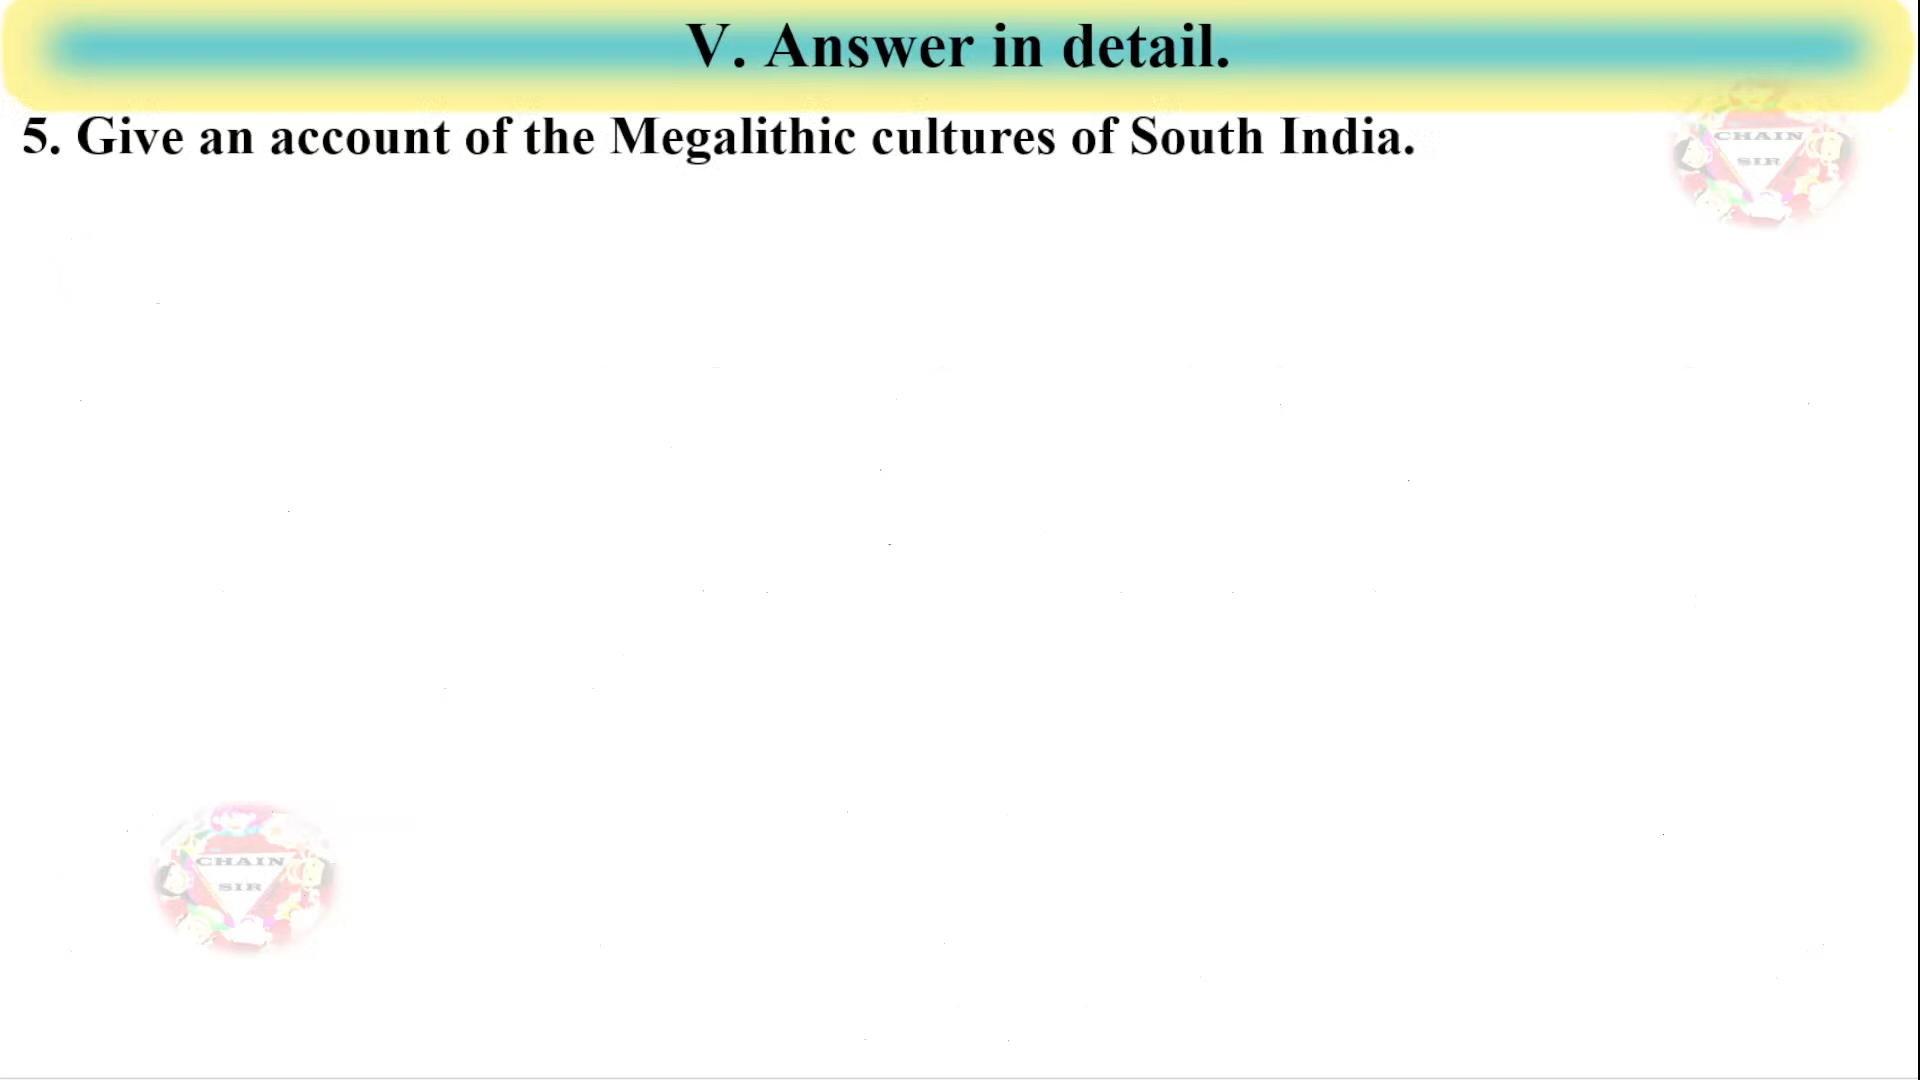 V. Answer in detail.
5. Give an account of the Megalithic cultures of South India.
CHAIN
SIR
CHAIN
SIR